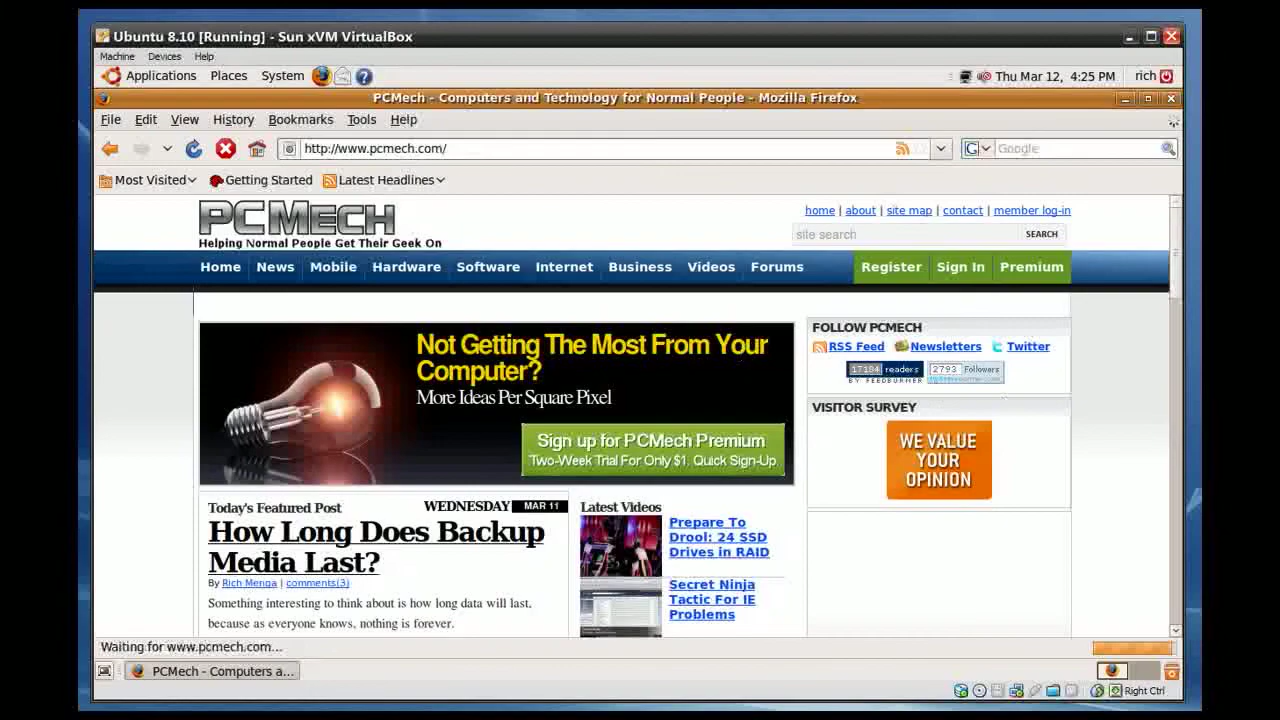 Ubuntu 8.10 [Running] - Sun xVM VirtualBox
Machine Devices Help
Applications Places System Thu Mar 12, 4:25 PM rich
PCMech - Computers and Technology for Normal People - Mozilla Firefox
File Edit View History Bookmarks Tools Help
http://www.pcmech.com/ G Google
Most Visited Getting Started Latest Headlines
PCMECH
Helping Normal People Get Their Geek On
home | about | site map | contact | member log-in
site search SEARCH
Home News Mobile Hardware Software Internet Business Videos Forums Register Sign In Premium
Not Getting The Most From Your
Computer?
More Ideas Per Square Pixel
Sign up for PCMech Premium
Two-Week Trial For Only $1. Quick Sign-Up.
FOLLOW PCMECH
RSS Feed Newsletters Twitter
17184 readers 2793 Followers
BY FEEDBURNER
VISITOR SURVEY
WE VALUE
YOUR
OPINION
Today's Featured Post WEDNESDAY MAR 11
How Long Does Backup
Media Last?
By Rich Menga | comments(3)
Something interesting to think about is how long data will last,
because as everyone knows, nothing is forever.
Latest Videos
Prepare To
Drool: 24 SSD
Drives in RAID
Secret Ninja
Tactic For IE
Problems
Waiting for www.pcmech.com...
PCMech - Computers a...
Right Ctrl